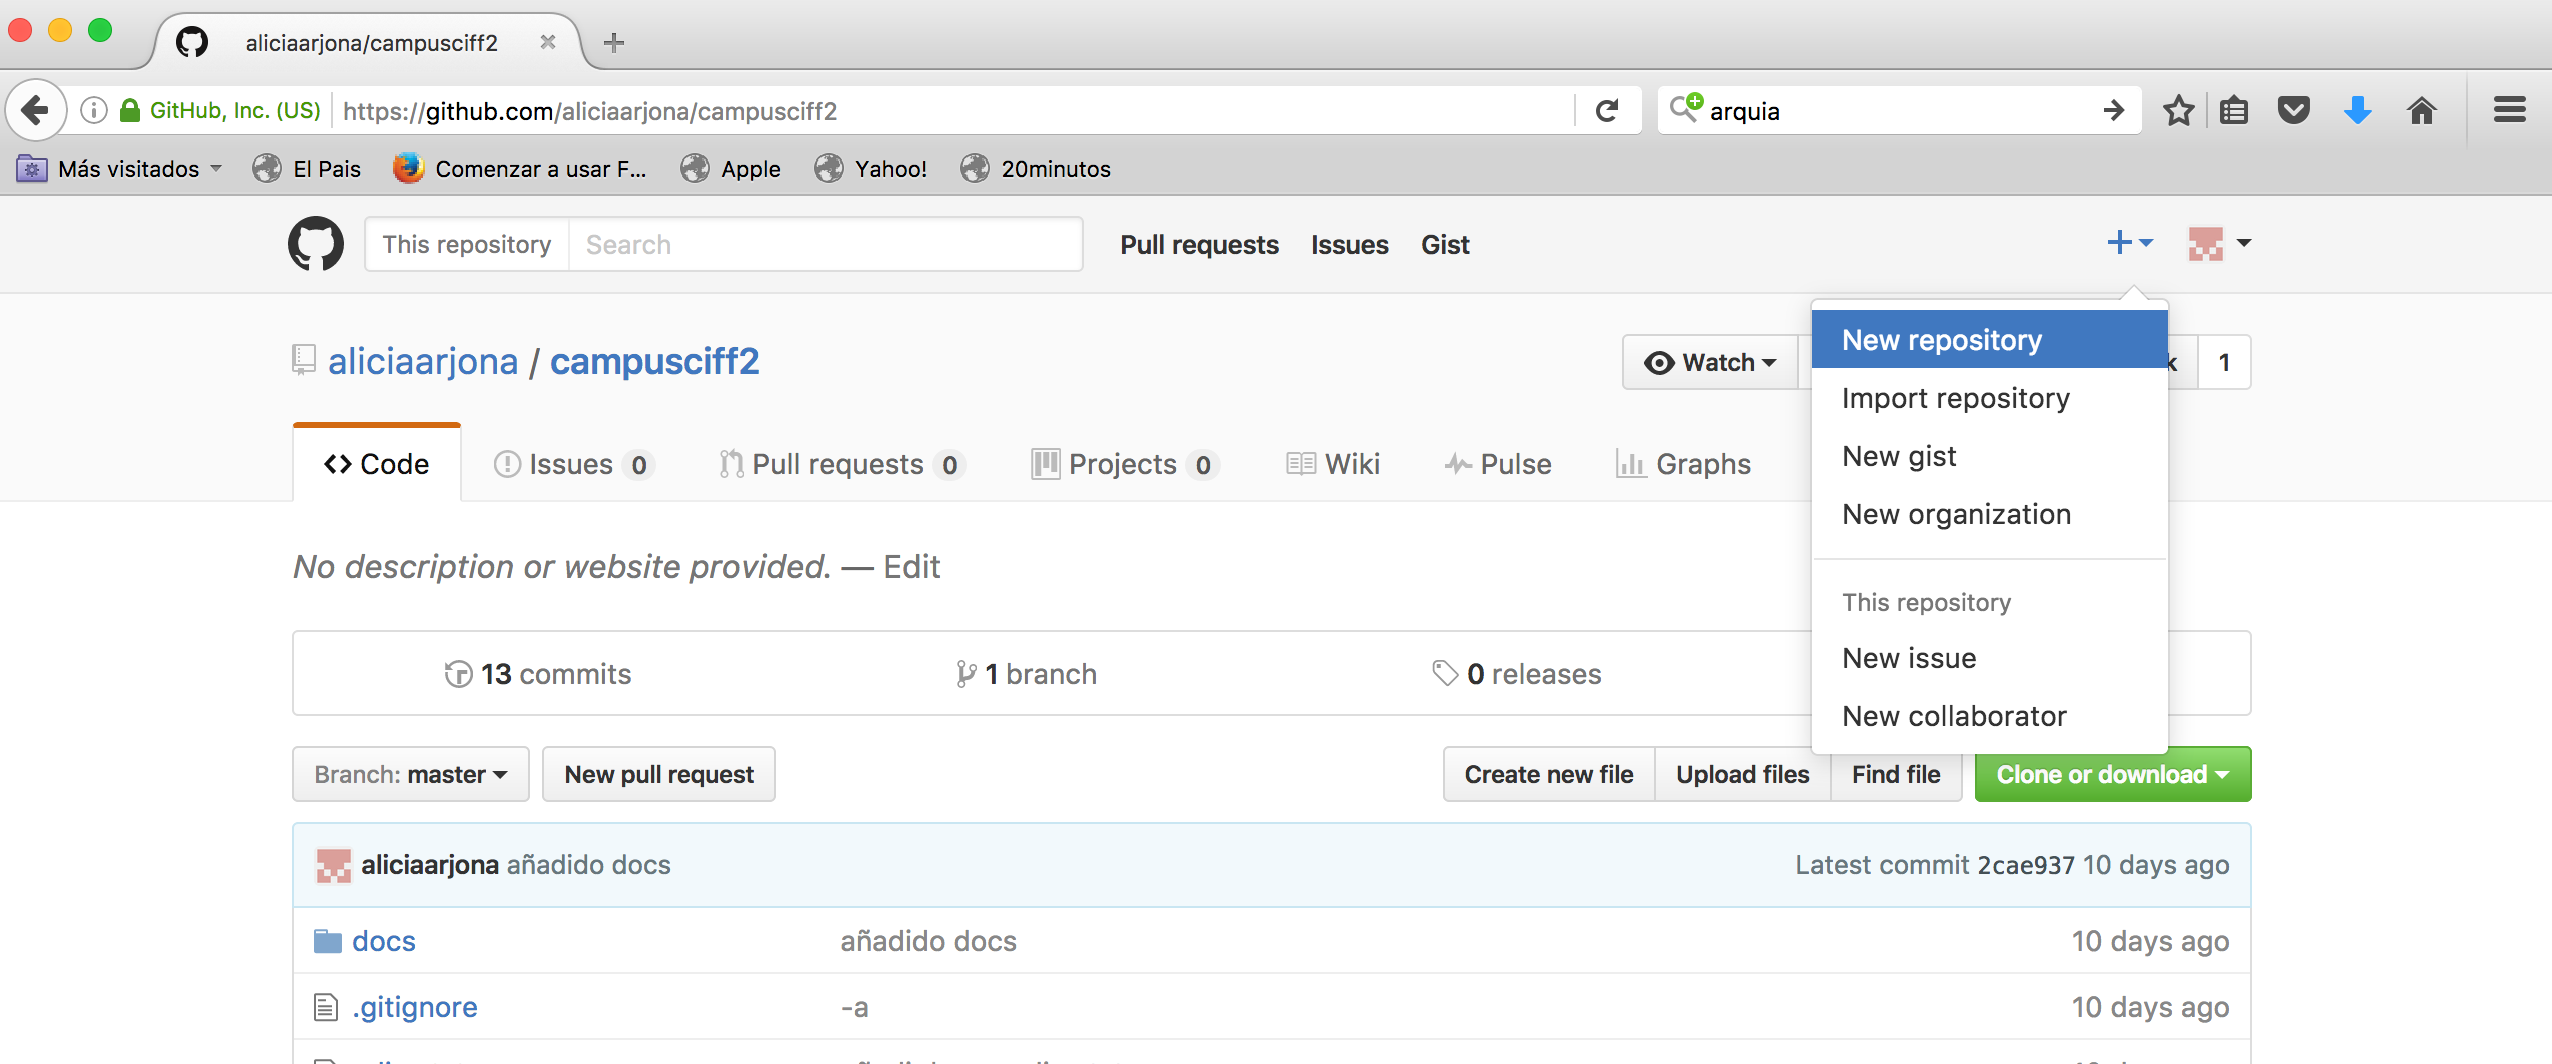 aliciaarjona/campusciff2
GitHub, Inc. (US) https://github.com/aliciaarjona/campusciff2 arquia
Más visitados El Pais Comenzar a usar F... Apple Yahoo! 20minutos
This repository Search Pull requests Issues Gist
aliciaarjona / campusciff2 Watch k 1
New repository
Import repository
New gist
New organization
This repository
New issue
New collaborator
Code Issues 0 Pull requests 0 Projects 0 Wiki Pulse Graphs
No description or website provided. — Edit
13 commits 1 branch 0 releases
Branch: master New pull request Create new file Upload files Find file Clone or download
aliciaarjona añadido docs Latest commit 2cae937 10 days ago
docs añadido docs 10 days ago
.gitignore -a 10 days ago